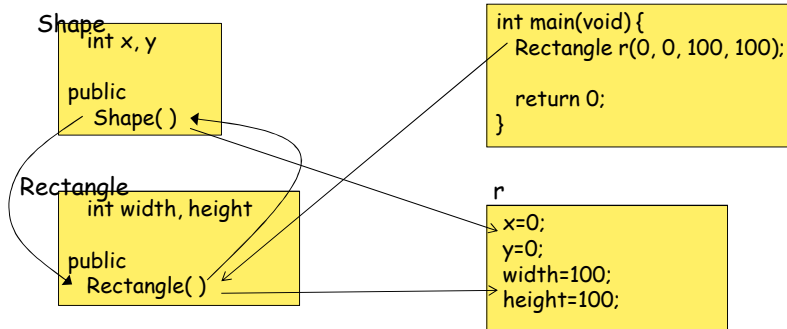 Shape
int x, y
public
Shape( )
Rectangle
int width, height
public
Rectangle( )
int main(void) {
Rectangle r(0, 0, 100, 100);
return 0;
}
r
x=0;
y=0;
width=100;
height=100;